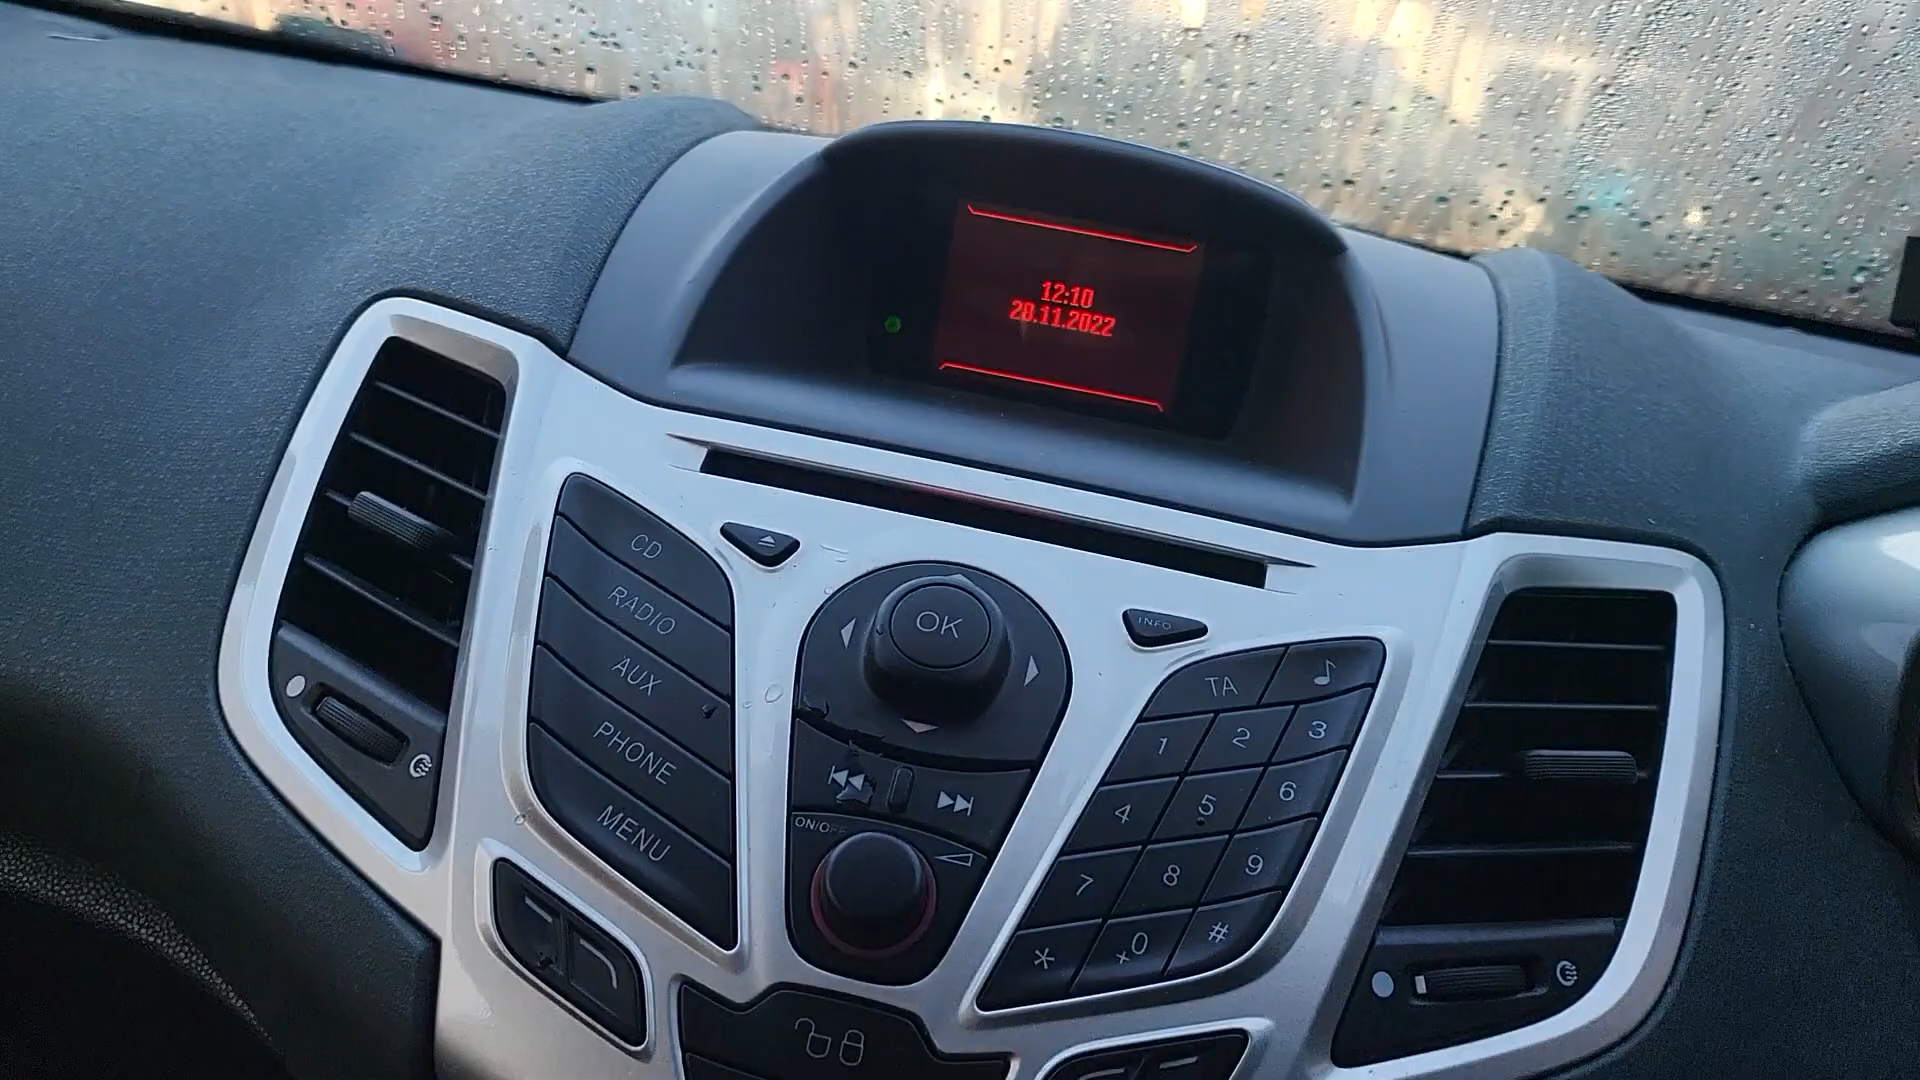 12:10
28.11.2022
CD
RADIO
AUX
PHONE
MENU
OK
INFO
ON/OFF
TA
1 2 3
4 5 6
7 8 9
* +0 #